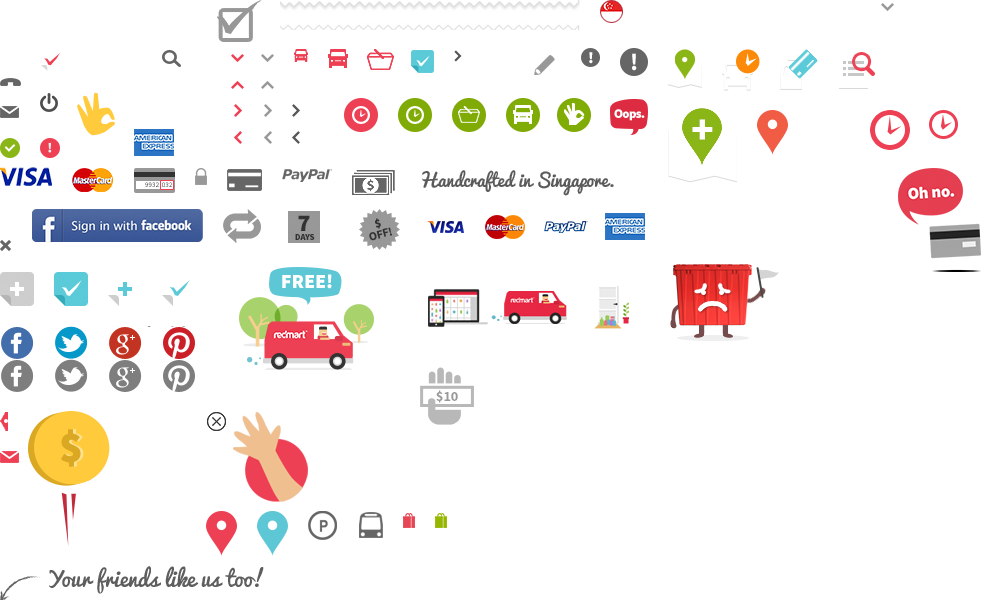 Oops.
AMERICAN
EXPRESS
VISA
MasterCard
9932 032
PayPal
$
Handcrafted in Singapore.
Oh no.
f Sign in with facebook
7
DAYS
$
OFF!
VISA
MasterCard
PayPal
AMERICAN
EXPRESS
FREE!
redmart
redmart
f
g+
f
g+
$10
$
P
Your friends like us too!